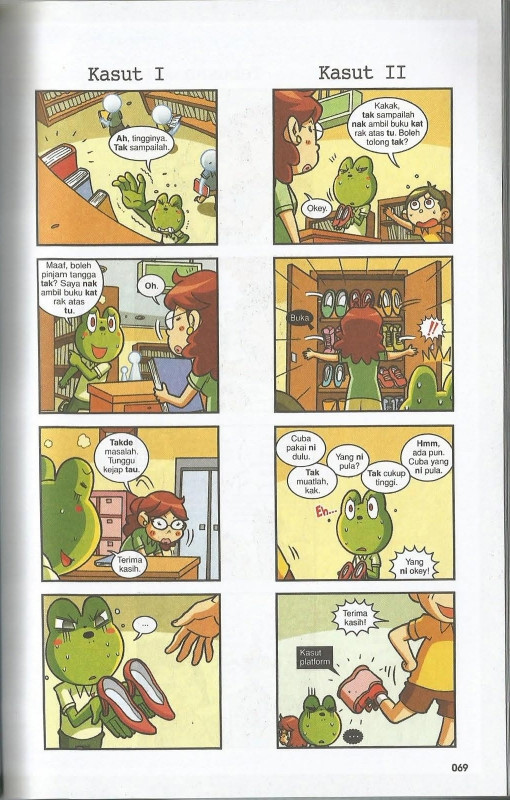 Kasut I
Ah, tingginya.
Tak sampailah.
Maaf, boleh
pinjam tangga
tak? Saya nak
ambil buku kat
rak atas
tu.
Oh.
Takde
masalah.
Tunggu
kejap tau.
Terima
kasih.
...
Kasut II
Kakak,
tak sampailah
nak ambil buku kat
rak atas tu. Boleh
tolong tak?
Okey.
Buka
!!
Cuba
pakai ni
dulu.
Tak
muatlah,
kak.
Yang ni
pula?
Tak cukup
tinggi.
Hmm,
ada pun.
Cuba yang
ni pula.
Eh...
Yang
ni okey!
Terima
kasih!
Kasut
platform
...
069